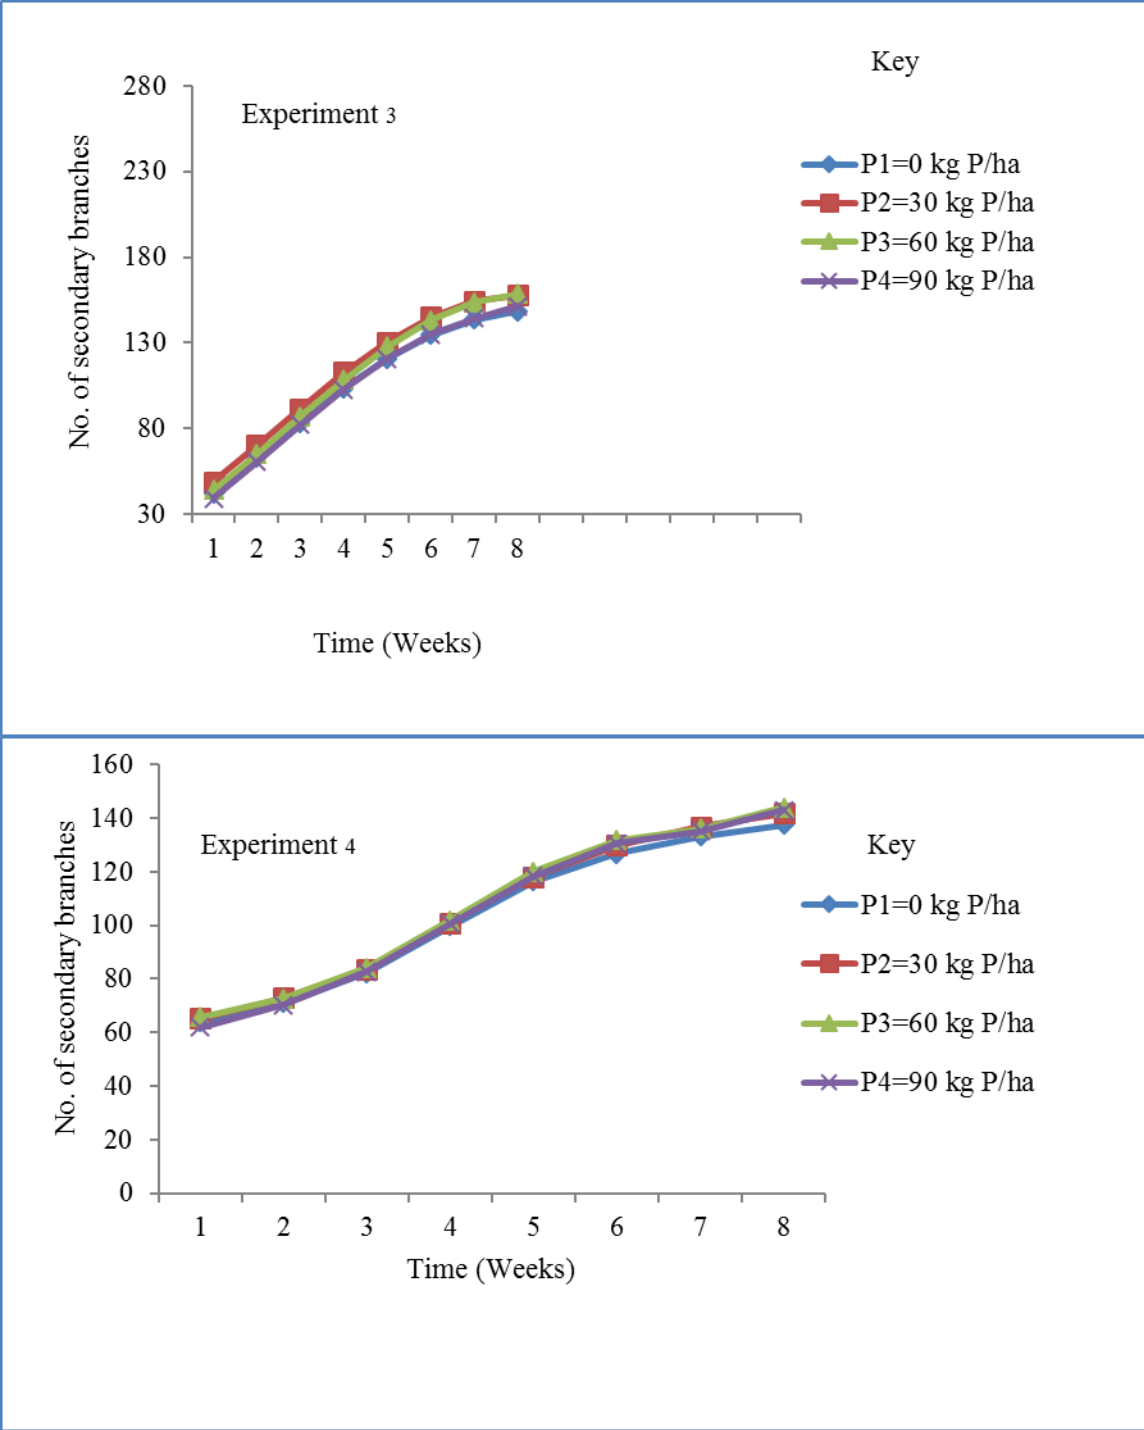 Key
280
Experiment 3
230
180
130
80
30
No. of secondary branches
P1=0 kg P/ha
P2=30 kg P/ha
P3=60 kg P/ha
P4=90 kg P/ha
1 2 3 4 5 6 7 8
Time (Weeks)
160
140
120
100
80
60
40
20
0
No. of secondary branches
Experiment 4
Key
P1=0 kg P/ha
P2=30 kg P/ha
P3=60 kg P/ha
P4=90 kg P/ha
1 2 3 4 5 6 7 8
Time (Weeks)